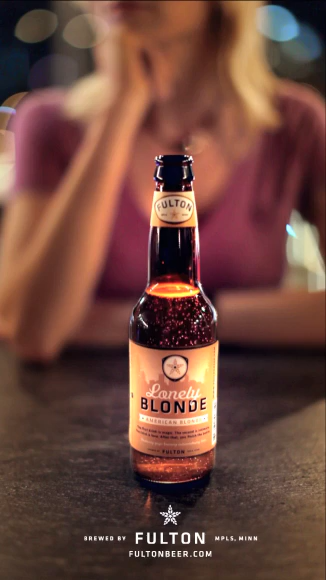 FULTON
Lonely
BLONDE
AMERICAN BLONDE
FULTON
BREWED BY FULTON MPLS, MINN
FULTONBEER.COM